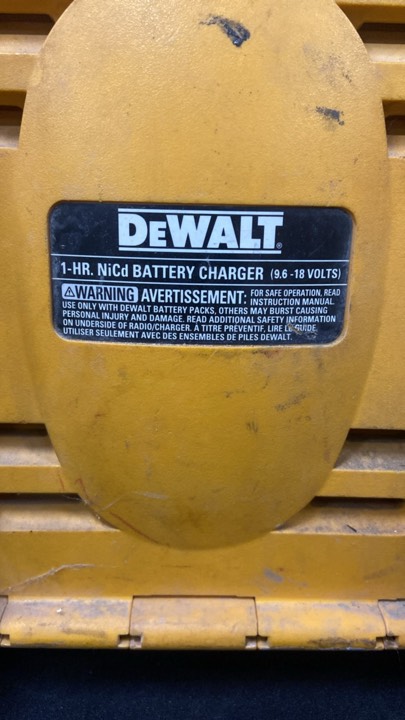 DEWALT®
1-HR. NiCd BATTERY CHARGER (9.6-18 VOLTS)
⚠WARNING AVERTISSEMENT: FOR SAFE OPERATION, READ
INSTRUCTION MANUAL.
USE ONLY WITH DEWALT BATTERY PACKS. OTHERS MAY BURST CAUSING
PERSONAL INJURY AND DAMAGE. READ ADDITIONAL SAFETY INFORMATION
ON UNDERSIDE OF RADIO/CHARGER. À TITRE PREVENTIF, LIRE LE GUIDE.
UTILISER SEULEMENT AVEC DES ENSEMBLES DE PILES DEWALT.